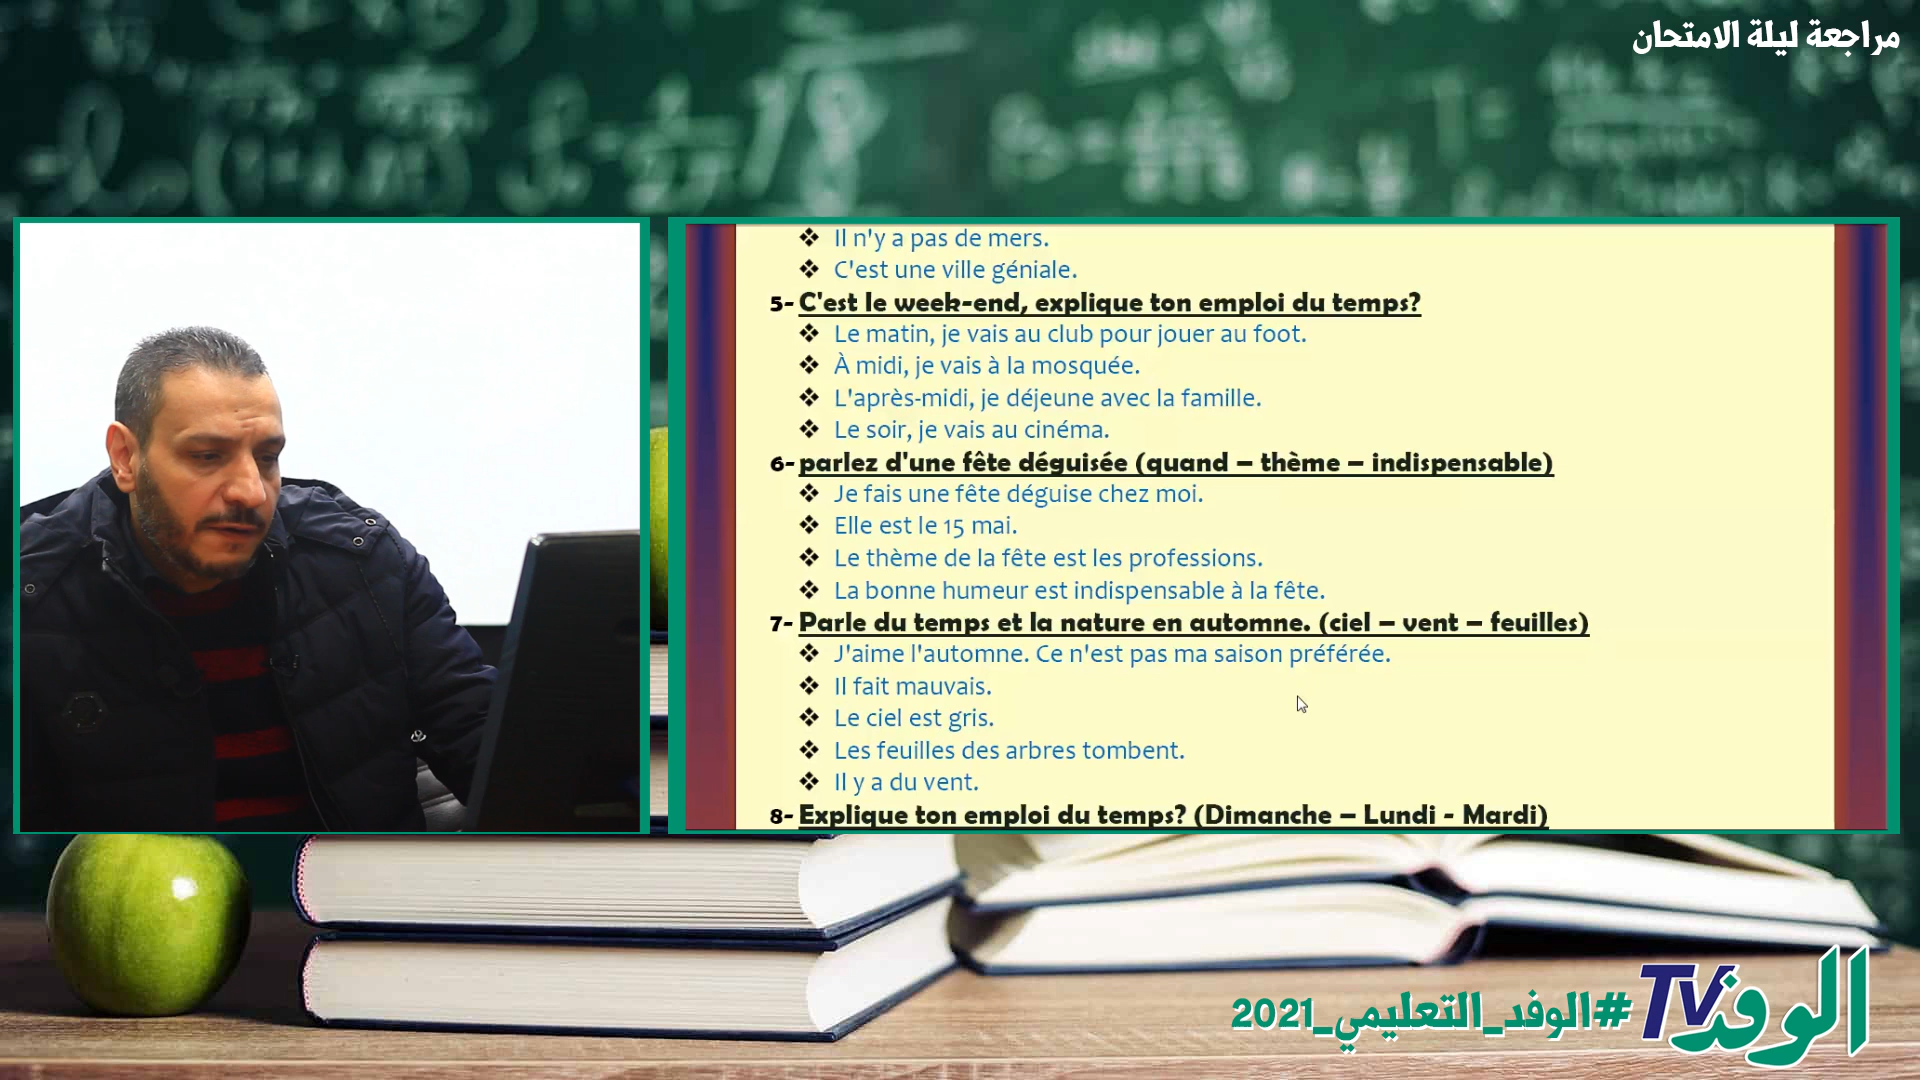 مراجعة ليلة الامتحان
❖ Il n'y a pas de mers.
❖ C'est une ville géniale.
5- C'est le week-end, explique ton emploi du temps?
❖ Le matin, je vais au club pour jouer au foot.
❖ À midi, je vais à la mosquée.
❖ L'après-midi, je déjeune avec la famille.
❖ Le soir, je vais au cinéma.
6- parlez d'une fête déguisée (quand – thème – indispensable)
❖ Je fais une fête déguise chez moi.
❖ Elle est le 15 mai.
❖ Le thème de la fête est les professions.
❖ La bonne humeur est indispensable à la fête.
7- Parle du temps et la nature en automne. (ciel – vent – feuilles)
❖ J'aime l'automne. Ce n'est pas ma saison préférée.
❖ Il fait mauvais.
❖ Le ciel est gris.
❖ Les feuilles des arbres tombent.
❖ Il y a du vent.
8- Explique ton emploi du temps? (Dimanche – Lundi - Mardi)
#الوفد_التعليمي_2021
الوفد TV